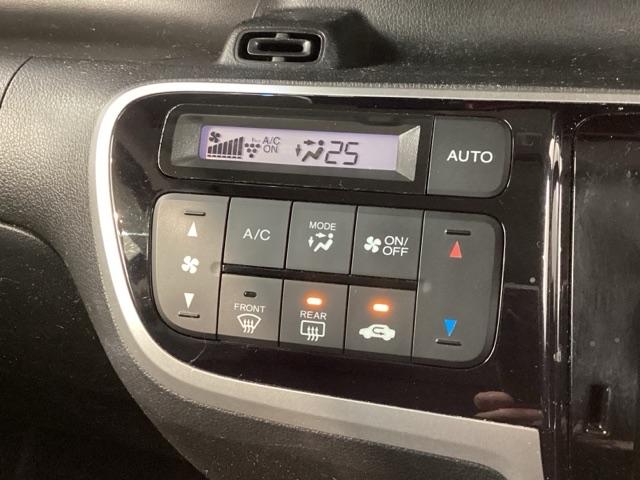 A/C
ON
25
AUTO
A/C
MODE
ON/
OFF
FRONT
REAR